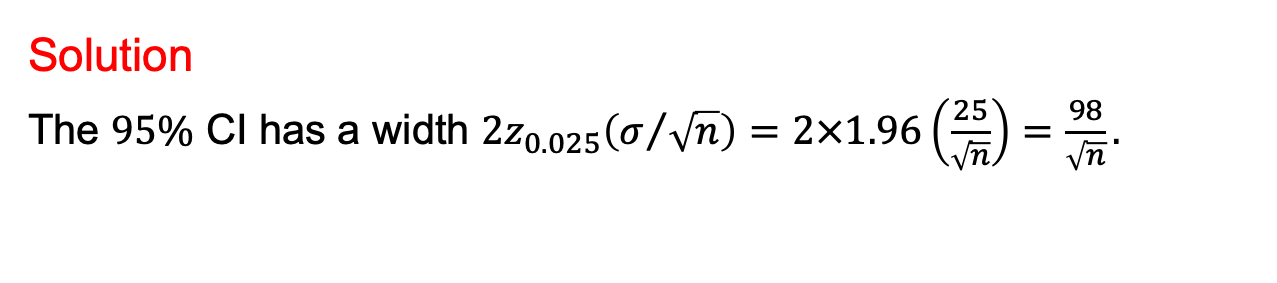 Solution
The 95% CI has a width 2z₀.₀₂₅(σ/√n) = 2×1.96 (25/√n) = 98/√n.